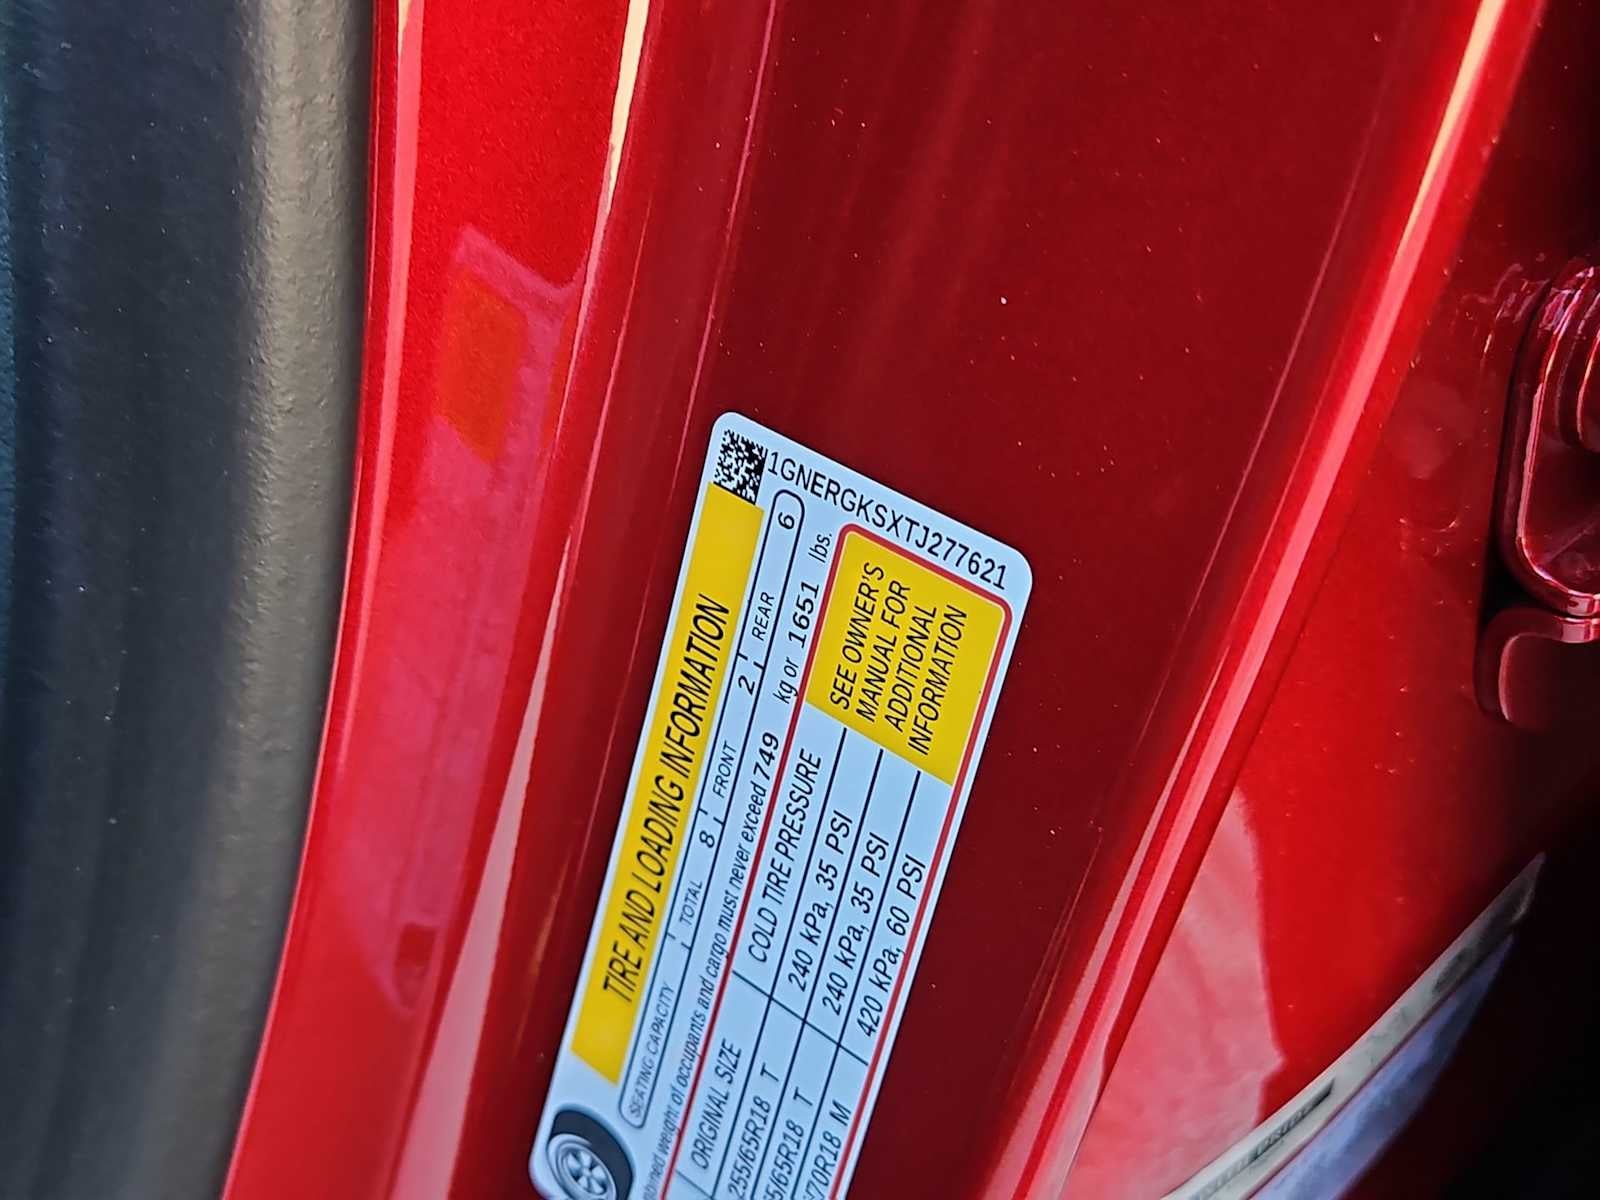 1GNERGKSXTJ277621
TIRE AND LOADING INFORMATION
SEATING CAPACITY TOTAL 8 FRONT 2 REAR 6
weight of occupants and cargo must never exceed 749 kg or 1651 lbs.
ORIGINAL SIZE COLD TIRE PRESSURE
255/65R18 T 240 kPa, 35 PSI
5/65R18 T 240 kPa, 35 PSI
/70R18 M 420 kPa, 60 PSI
SEE OWNER'S
MANUAL FOR
ADDITIONAL
INFORMATION